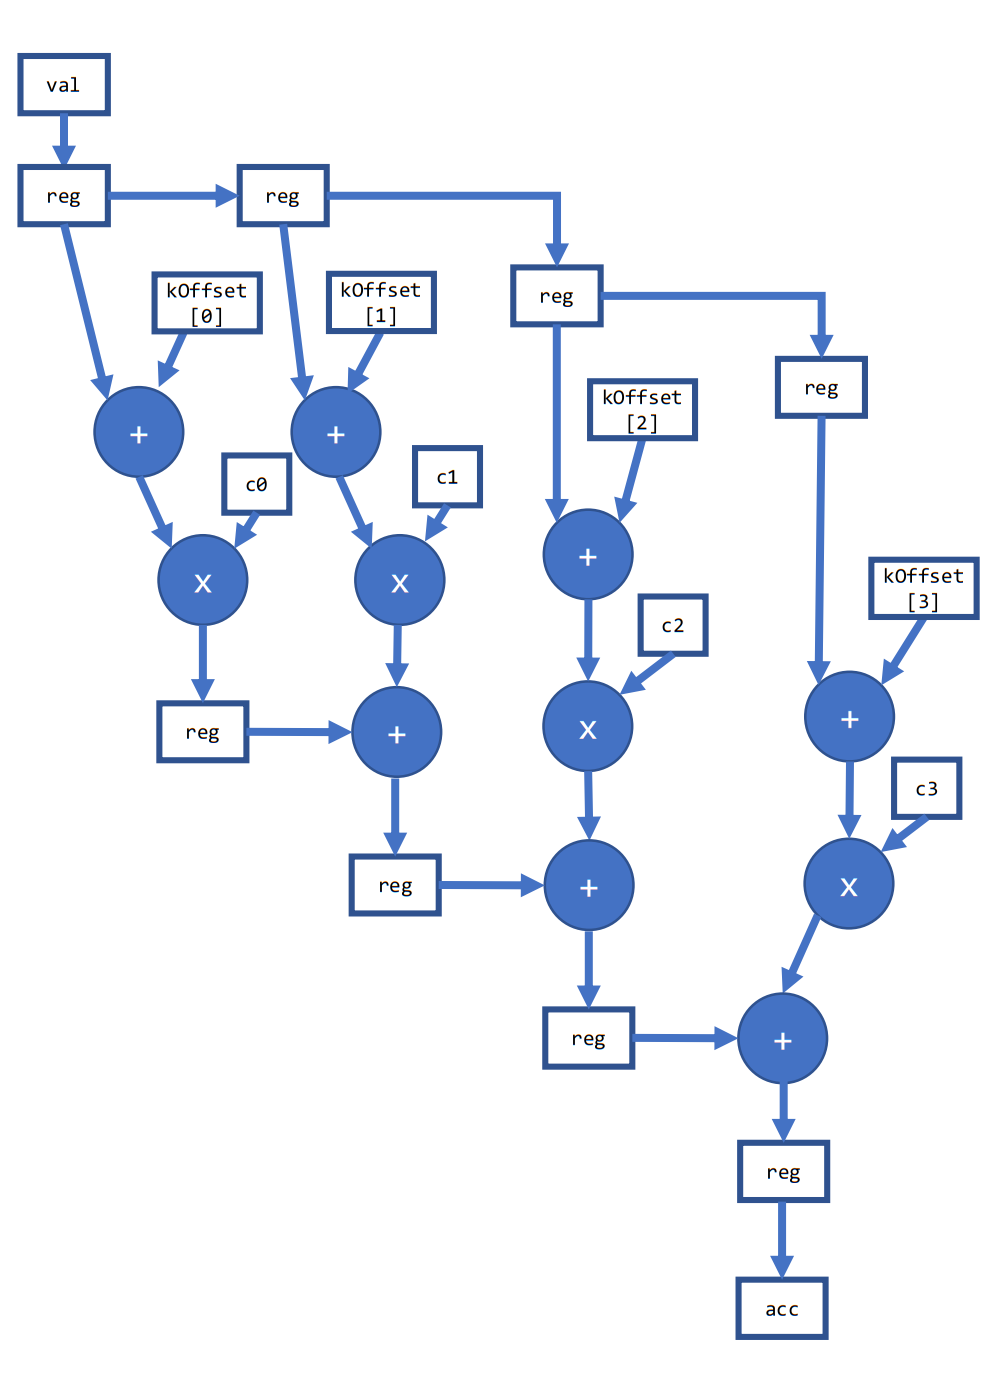 val
reg
reg
reg
kOffset
[0]
kOffset
[1]
reg
kOffset
[2]
+
+
c0
c1
+
x
x
kOffset
[3]
c2
reg
+
x
+
c3
reg
+
x
reg
+
reg
acc